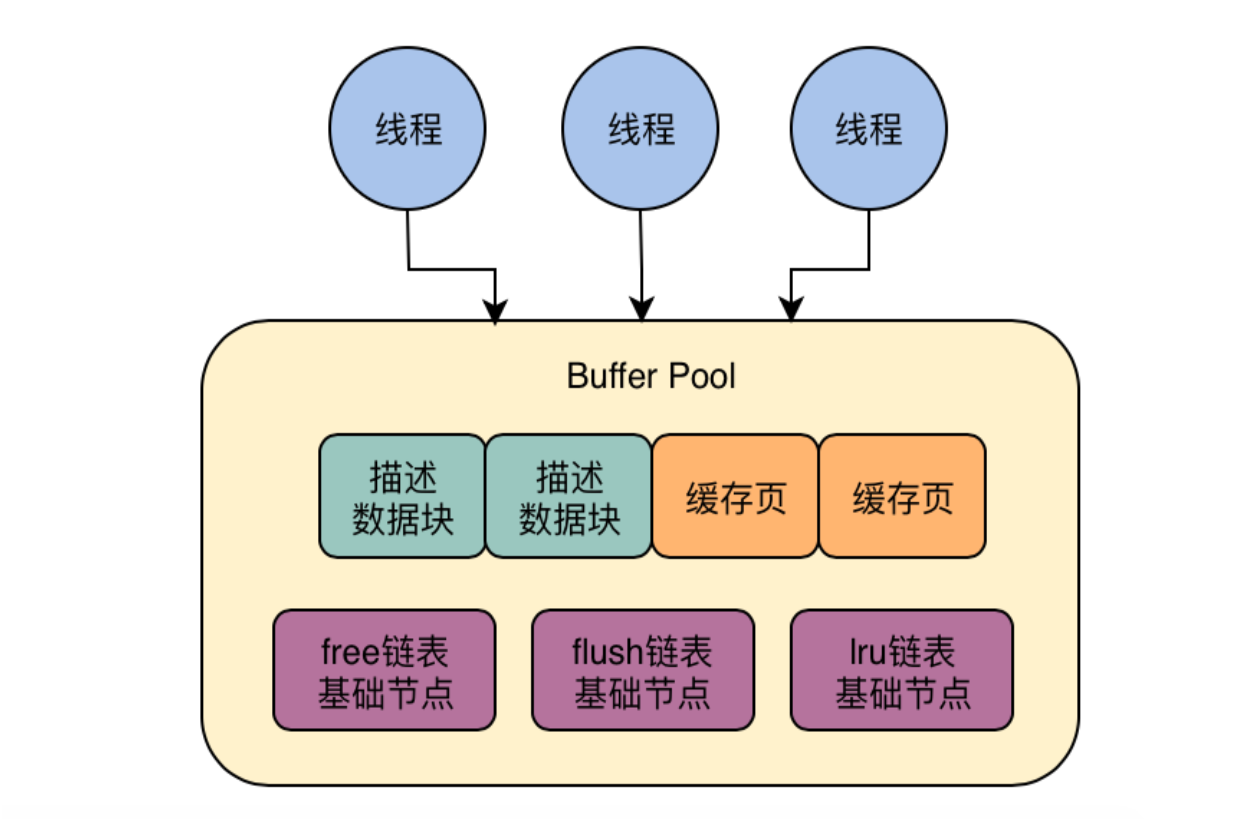 线程
线程
线程
Buffer Pool
描述
数据块
描述
数据块
缓存页
缓存页
free链表
基础节点
flush链表
基础节点
lru链表
基础节点